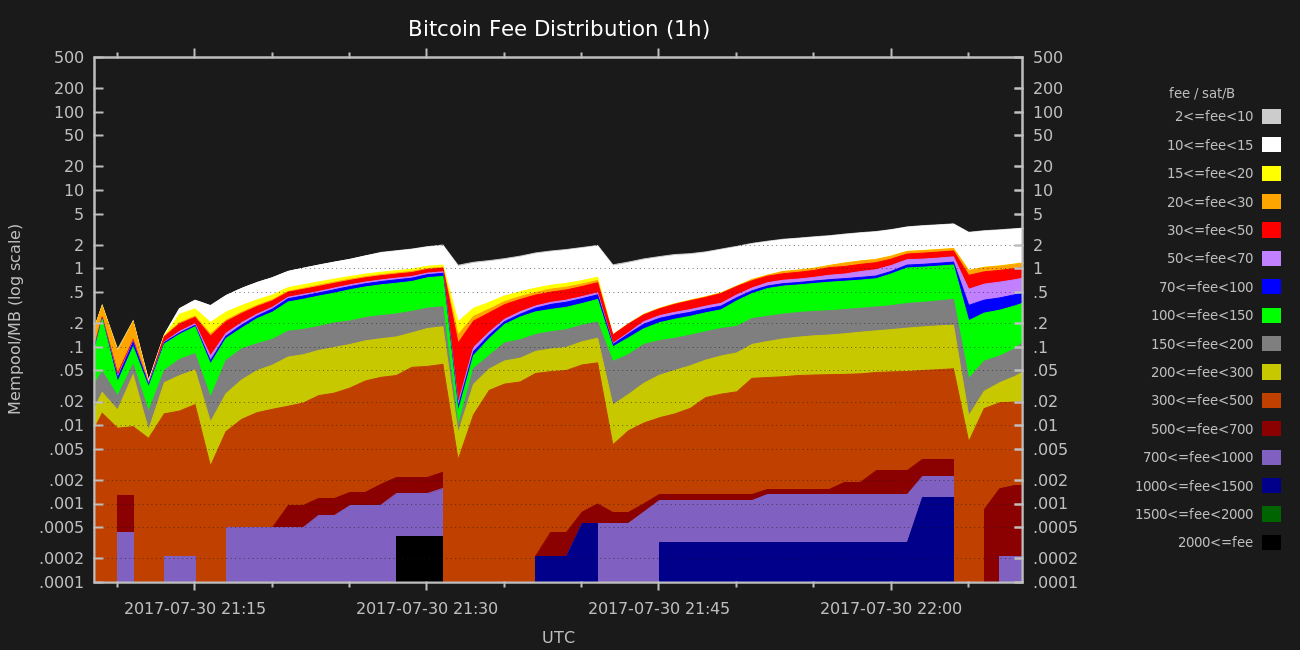 Bitcoin Fee Distribution (1h)
Mempool/MB (log scale)
500
200
100
50
20
10
5
2
1
.5
.2
.1
.05
.02
.01
.005
.002
.001
.0005
.0002
.0001
500
200
100
50
20
10
5
2
1
.5
.2
.1
.05
.02
.01
.005
.002
.001
.0005
.0002
.0001
2017-07-30 21:15
2017-07-30 21:30
2017-07-30 21:45
2017-07-30 22:00
UTC
fee / sat/B
2<=fee<10
10<=fee<15
15<=fee<20
20<=fee<30
30<=fee<50
50<=fee<70
70<=fee<100
100<=fee<150
150<=fee<200
200<=fee<300
300<=fee<500
500<=fee<700
700<=fee<1000
1000<=fee<1500
1500<=fee<2000
2000<=fee